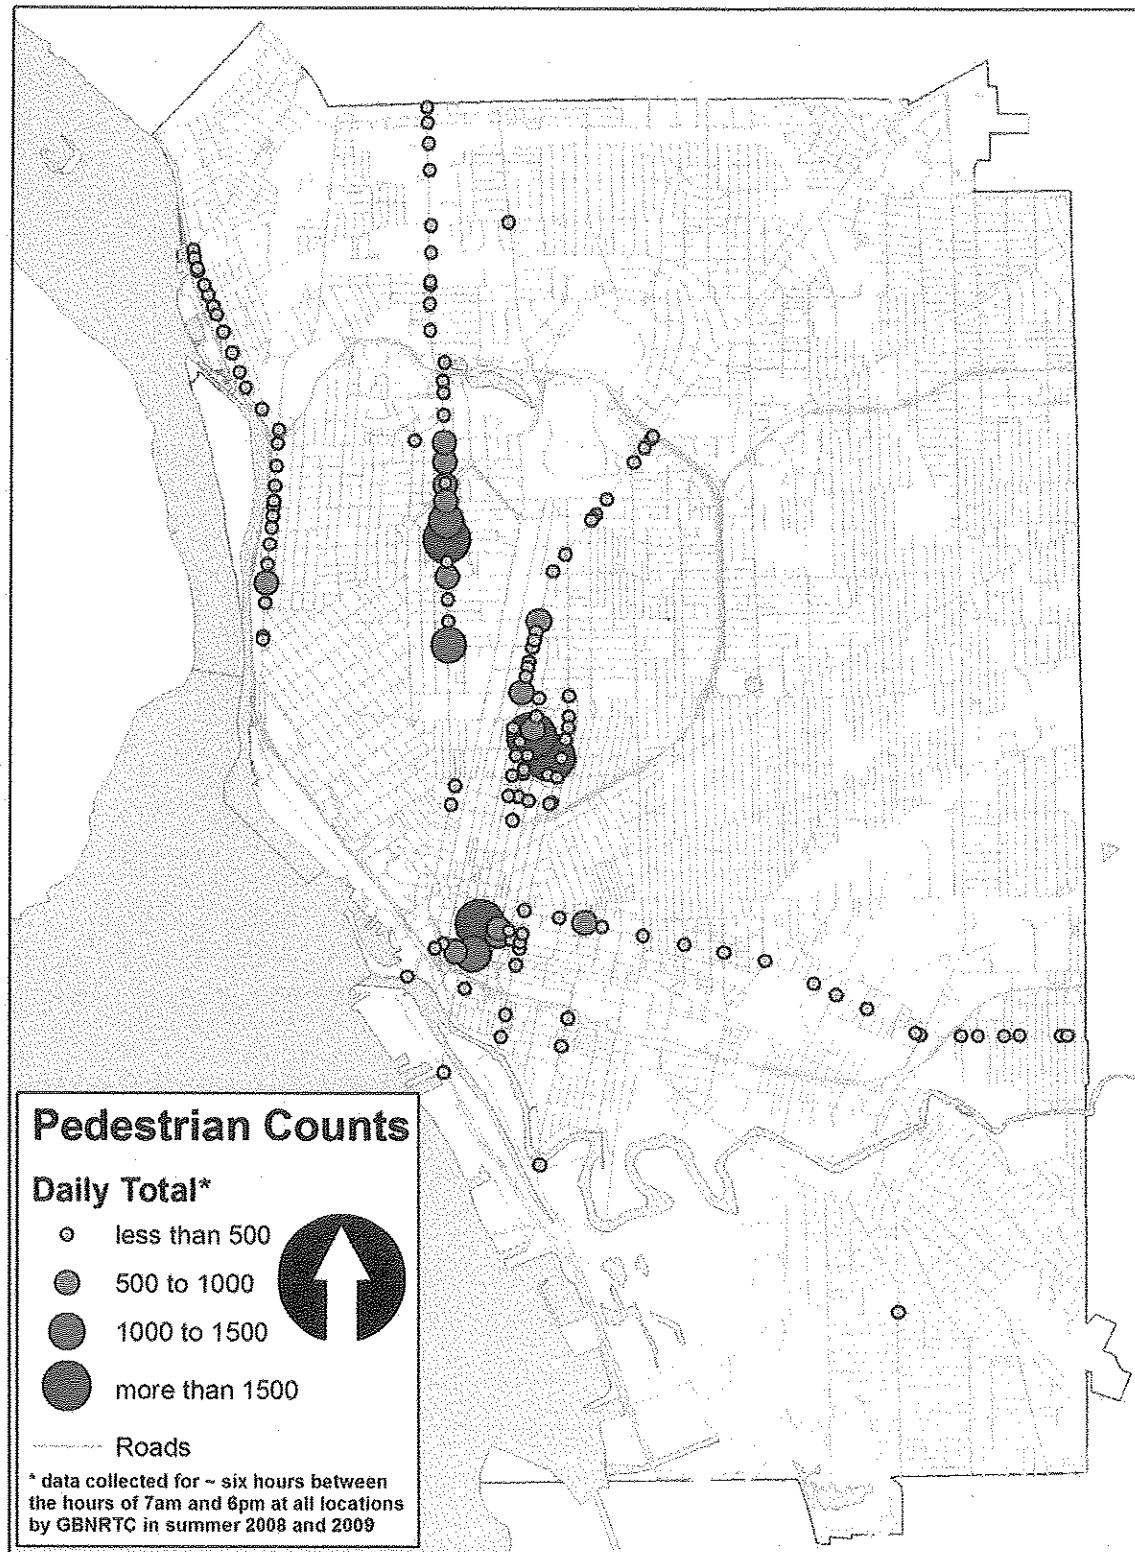 Pedestrian Counts
Daily Total*
less than 500
500 to 1000
1000 to 1500
more than 1500
Roads
* data collected for ~ six hours between
the hours of 7am and 6pm at all locations
by GBNRTC in summer 2008 and 2009